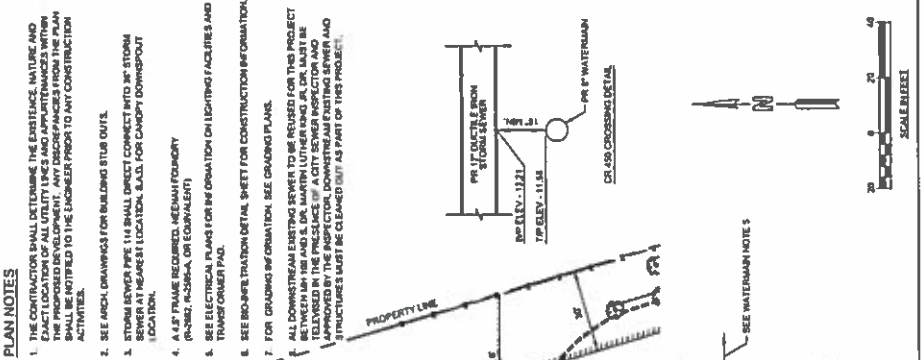 PLAN NOTES
1. THE CONTRACTOR SHALL DETERMINE THE EXISTENCE, NATURE AND
EXACT LOCATION OF ALL UTILITY LINES AND APPURTENANCES WITHIN
THE PROPOSED DEVELOPMENT. ANY DISCREPANCIES FROM THE PLAN
SHALL BE NOTIFIED TO THE ENGINEER PRIOR TO ANY CONSTRUCTION
ACTIVITIES.
2. SEE ARCH. DRAWINGS FOR BUILDING STUB OUTS.
3. STORM SEWER PIPE 114 SHALL DIRECT CONNECT INTO 36" STORM
SEWER AT NEAREST LOCATION. S.A.D. FOR CANOPY DOWNSPOUT
LOCATION.
4. A 4.5" FRAME REQUIRED. NEENAH FOUNDRY
OR EQUIVALENT)
5. SEE ELECTRICAL PLANS FOR INFORMATION ON LIGHTING FACILITIES AND
TRANSFORMER PAD.
6. SEE BIO-INFILTRATION DETAIL SHEET FOR CONSTRUCTION INFORMATION.
7. FOR GRADING INFORMATION, SEE GRADING PLANS.
8. ALL DOWNSTREAM EXISTING SEWER TO BE REUSED FOR THIS PROJECT
BETWEEN MH 100 AND S. DR. MARTIN LUTHER KING JR. DR. MUST BE
TELEVISED IN THE PRESENCE OF A CITY SEWER INSPECTOR AND
APPROVED BY THE INSPECTOR. DOWNSTREAM EXISTING SEWER AND
STRUCTURES MUST BE CLEANED OUT AS PART OF THIS PROJECT.
PR 12" DUCTILE IRON
STORM SEWER
18" MIN.
B/P ELEV - 13.21
T/P ELEV - 11.56
PR 8" WATERMAIN
CR 450 CROSSING DETAIL
PROPERTY LINE
SEE WATERMAIN NOTE 5
N
20 0 20 40
SCALE IN FEET